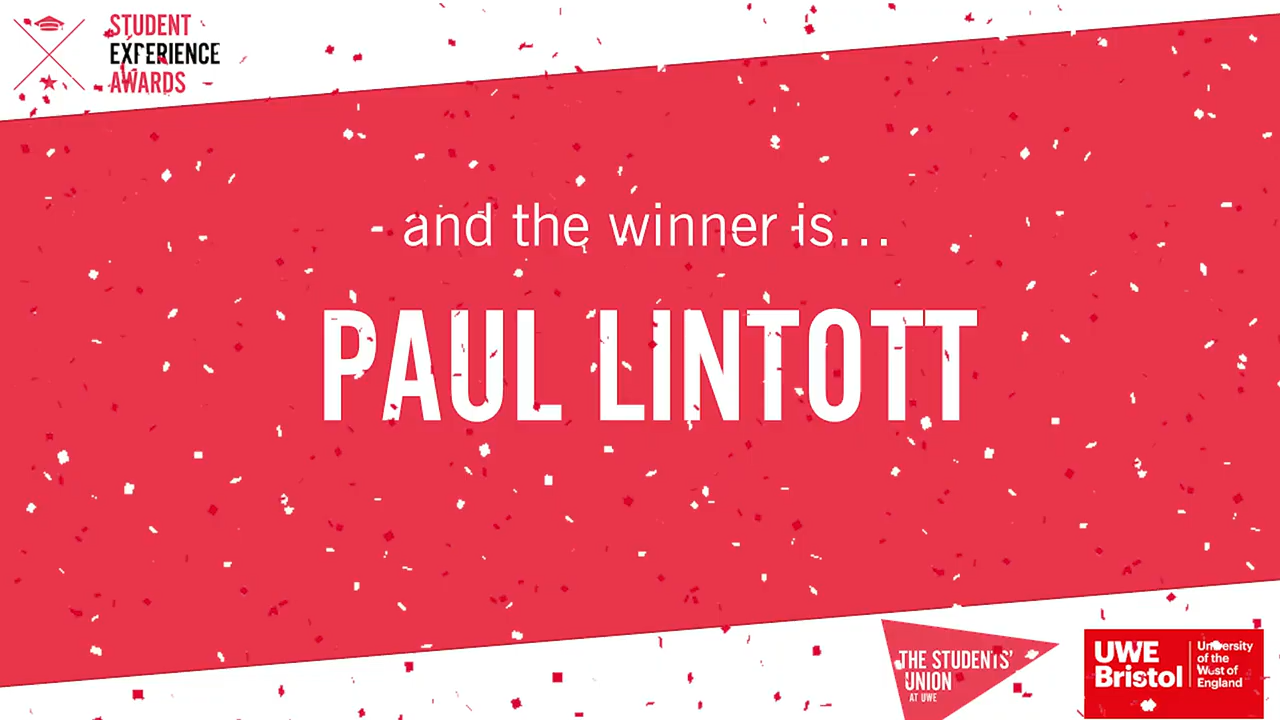 STUDENT
EXPERIENCE
AWARDS
and the winner is...
PAUL LINTOTT
THE STUDENTS'
UNION
AT UWE
UWE
Bristol
University
of the
West of
England